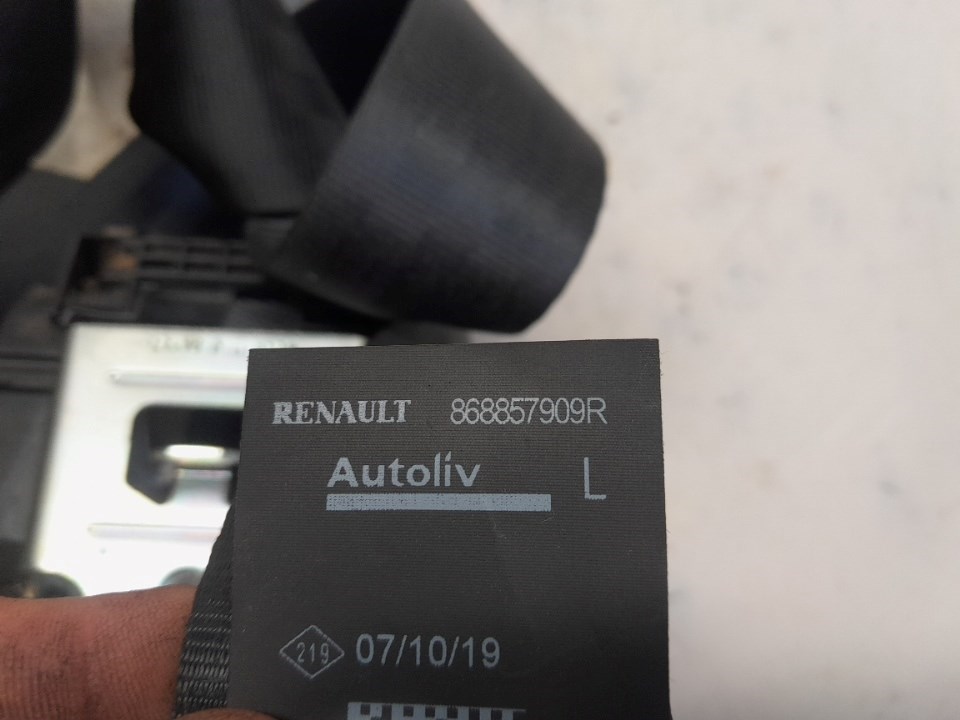 RENAULT 868857909R
Autoliv L
219 07/10/19